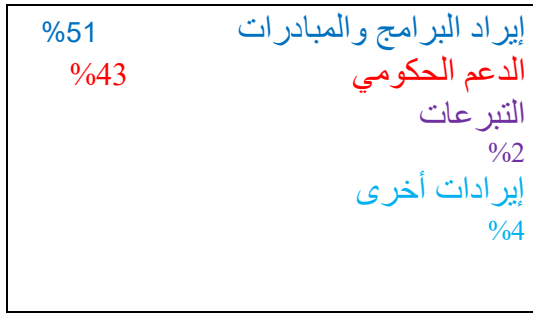 إيراد البرامج والمبادرات %51
الدعم الحكومي %43
التبرعات
%2
إيرادات أخرى
%4